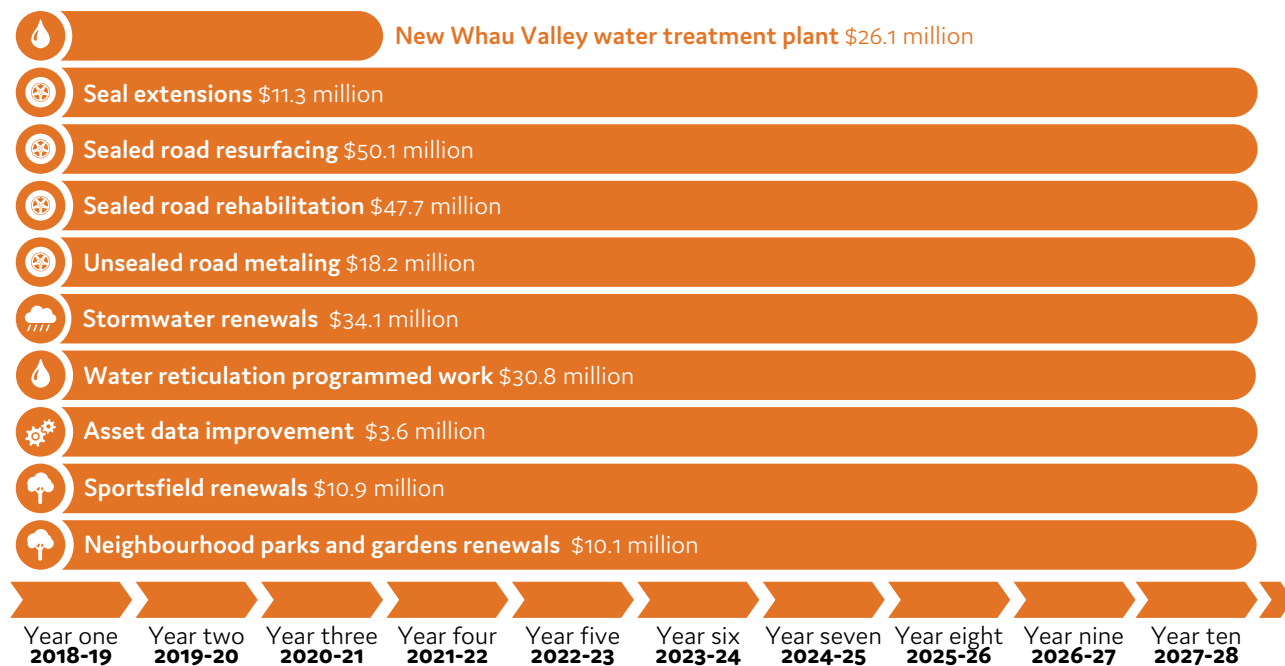 New Whau Valley water treatment plant $26.1 million
Seal extensions $11.3 million
Sealed road resurfacing $50.1 million
Sealed road rehabilitation $47.7 million
Unsealed road metaling $18.2 million
Stormwater renewals $34.1 million
Water reticulation programmed work $30.8 million
Asset data improvement $3.6 million
Sportsfield renewals $10.9 million
Neighbourhood parks and gardens renewals $10.1 million
Year one Year two Year three Year four Year five Year six Year seven Year eight Year nine Year ten
2018-19 2019-20 2020-21 2021-22 2022-23 2023-24 2024-25 2025-26 2026-27 2027-28